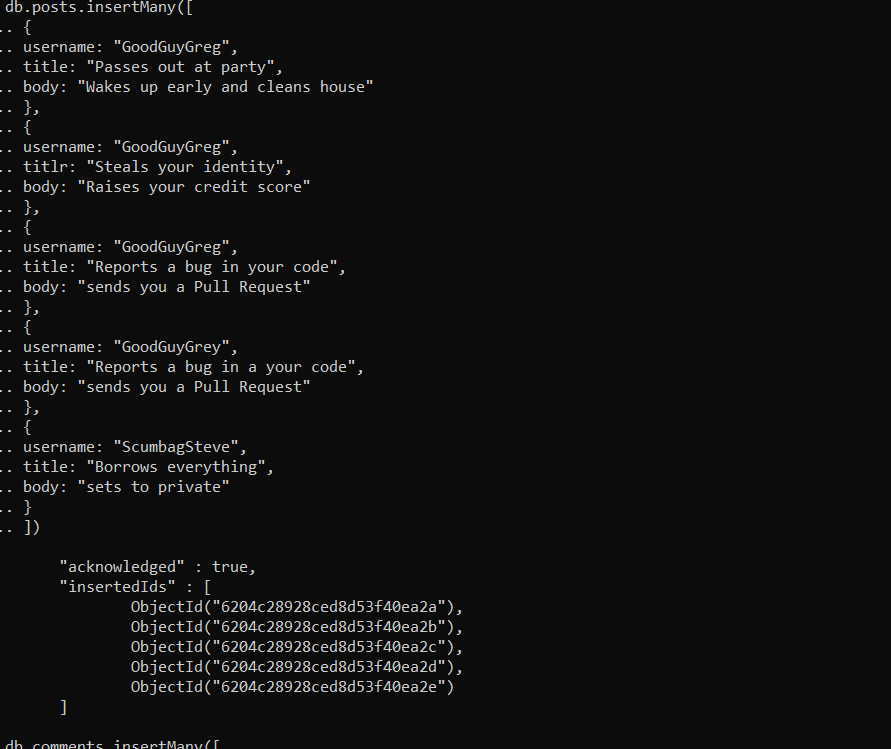 db.posts.insertMany([
.. {
.. username: "GoodGuyGreg",
.. title: "Passes out at party",
.. body: "Wakes up early and cleans house"
.. },
.. {
.. username: "GoodGuyGreg",
.. titlr: "Steals your identity",
.. body: "Raises your credit score"
.. },
.. {
.. username: "GoodGuyGreg",
.. title: "Reports a bug in your code",
.. body: "sends you a Pull Request"
.. },
.. {
.. username: "GoodGuyGrey",
.. title: "Reports a bug in a your code",
.. body: "sends you a Pull Request"
.. },
.. {
.. username: "ScumbagSteve",
.. title: "Borrows everything",
.. body: "sets to private"
.. }
.. ])
"acknowledged" : true,
"insertedIds" : [
ObjectId("6204c28928ced8d53f40ea2a"),
ObjectId("6204c28928ced8d53f40ea2b"),
ObjectId("6204c28928ced8d53f40ea2c"),
ObjectId("6204c28928ced8d53f40ea2d"),
ObjectId("6204c28928ced8d53f40ea2e")
]
db.comments.insertMany([